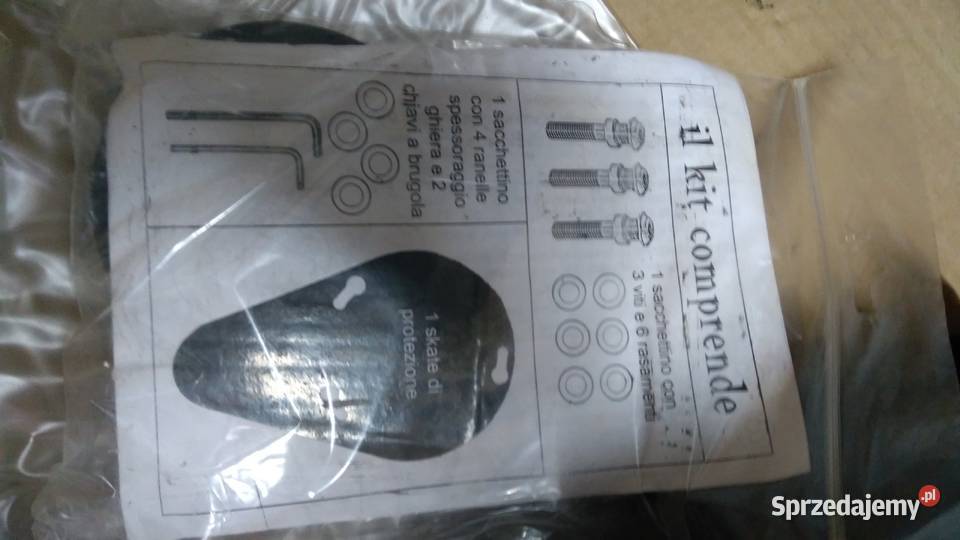 il kit comprende
1 sacchettino con
3 viti e 6 rasamenti
1 sacchettino
con 4 ranelle
spessoraggio
ghiera e 2
chiavi a brugola
1 skate di
protezione
Sprzedajemy.pl